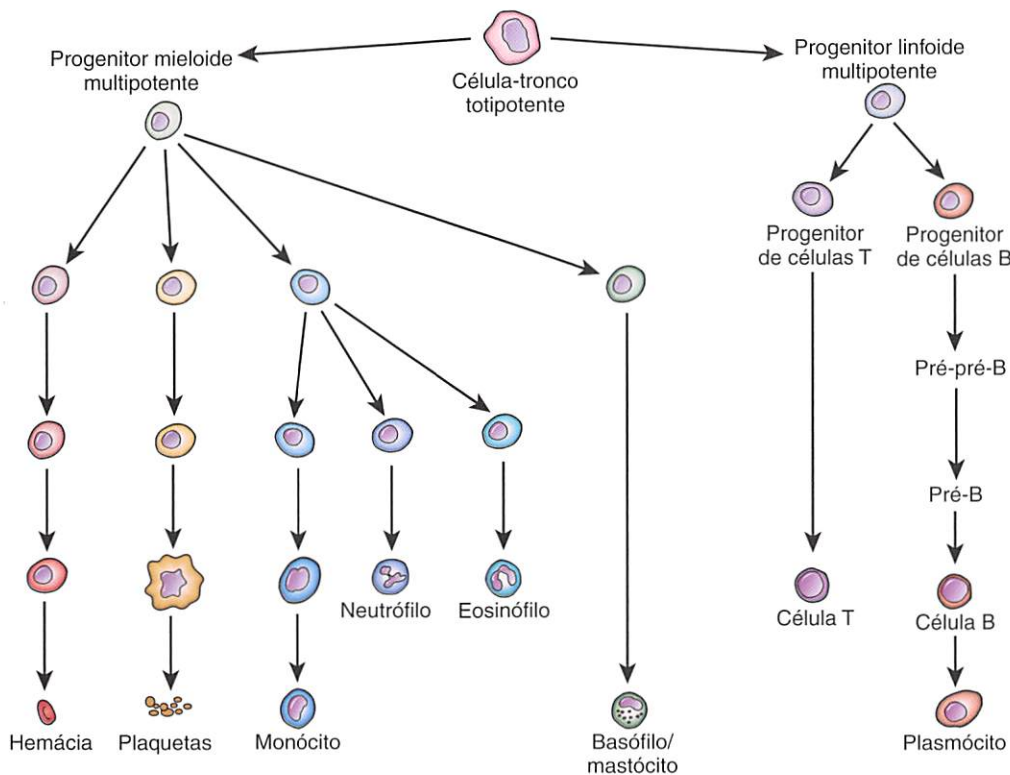 Progenitor mieloide
multipotente
Célula-tronco
totipotente
Progenitor linfoide
multipotente
Progenitor
de células T
Progenitor
de células B
Pré-pré-B
Pré-B
Neutrófilo
Eosinófilo
Célula T
Célula B
Hemácia
Plaquetas
Monócito
Basófilo/
mastócito
Plasmócito